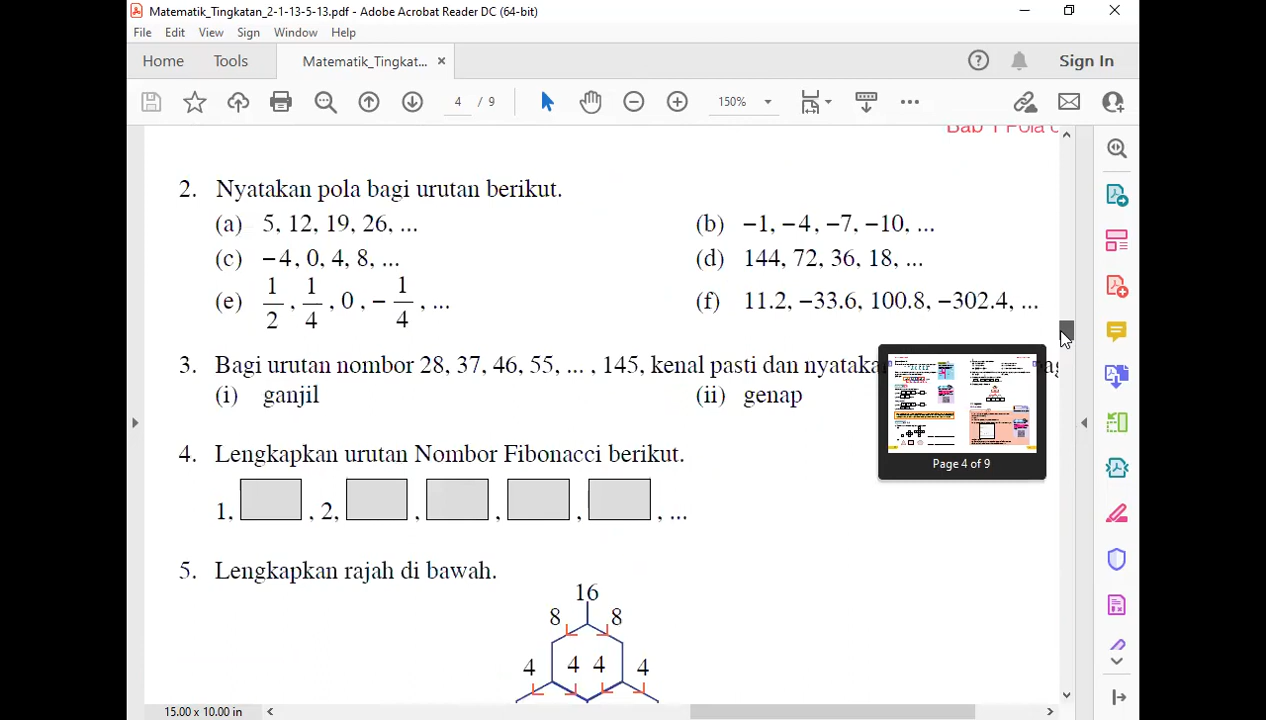 Matematik_Tingkatan_2-1-13-5-13.pdf - Adobe Acrobat Reader DC (64-bit)
File Edit View Sign Window Help
Home Tools Matematik_Tingkat... × Sign In
4 / 9 150%
2. Nyatakan pola bagi urutan berikut.
(a) 5, 12, 19, 26, ... (b) −1, −4, −7, −10, ...
(c) −4, 0, 4, 8, ... (d) 144, 72, 36, 18, ...
(e) 1/2, 1/4, 0, −1/4, ... (f) 11.2, −33.6, 100.8, −302.4, ...
3. Bagi urutan nombor 28, 37, 46, 55, ... , 145, kenal pasti dan nyataka
(i) ganjil (ii) genap
Page 4 of 9
4. Lengkapkan urutan Nombor Fibonacci berikut.
1, , 2, , , , , ...
5. Lengkapkan rajah di bawah.
16
8 8
4 4 4 4
15.00 x 10.00 in